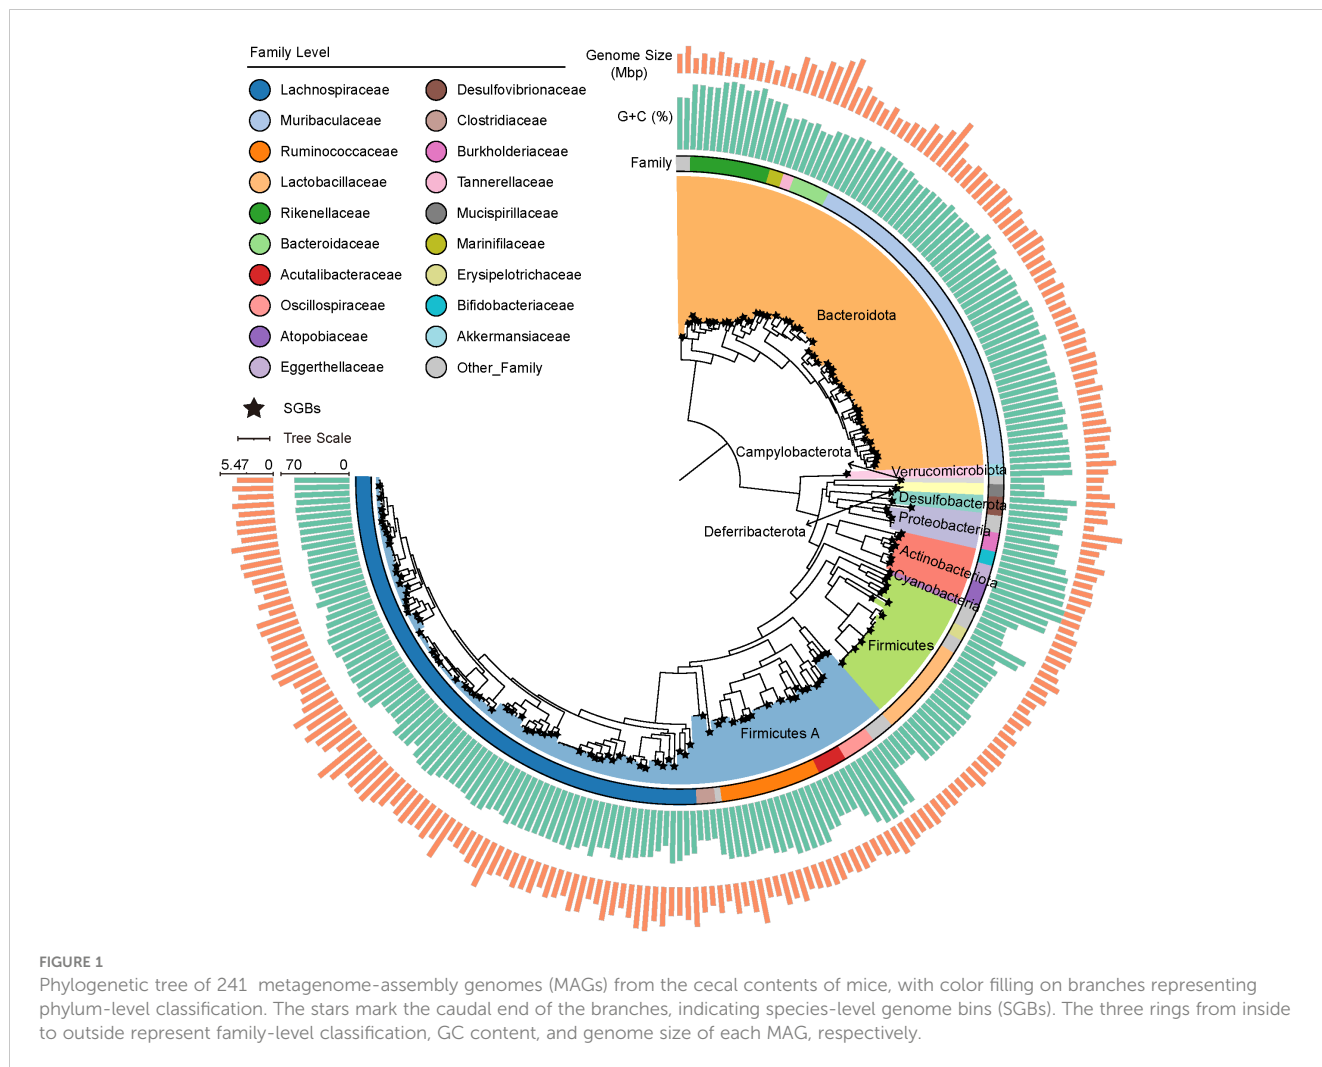 Family Level
Lachnospiraceae
Muribaculaceae
Ruminococcaceae
Lactobacillaceae
Rikenellaceae
Bacteroidaceae
Acutalibacteraceae
Oscillospiraceae
Atopobiaceae
Eggerthellaceae
Desulfovibrionaceae
Clostridiaceae
Burkholderiaceae
Tannerellaceae
Mucispirillaceae
Marinifilaceae
Erysipelotrichaceae
Bifidobacteriaceae
Akkermansiaceae
Other_Family
SGBs
Tree Scale
5.47 0 70 0
Genome Size
(Mbp)
G+C (%)
Family
Bacteroidota
Campylobacterota
Verrucomicrobiota
Desulfobacterota
Deferribacterota
Proteobacteria
Actinobacteriota
Cyanobacteria
Firmicutes
Firmicutes A
FIGURE 1
Phylogenetic tree of 241 metagenome-assembly genomes (MAGs) from the cecal contents of mice, with color filling on branches representing
phylum-level classification. The stars mark the caudal end of the branches, indicating species-level genome bins (SGBs). The three rings from inside
to outside represent family-level classification, GC content, and genome size of each MAG, respectively.